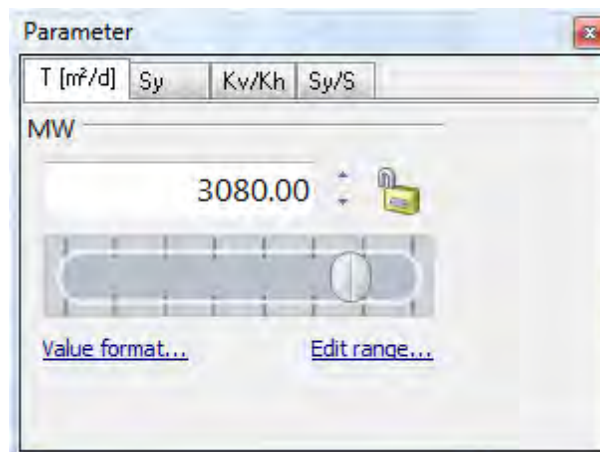 Parameter
T [m²/d] Sy Kv/Kh Sy/S
MW
3080.00
Value format... Edit range...